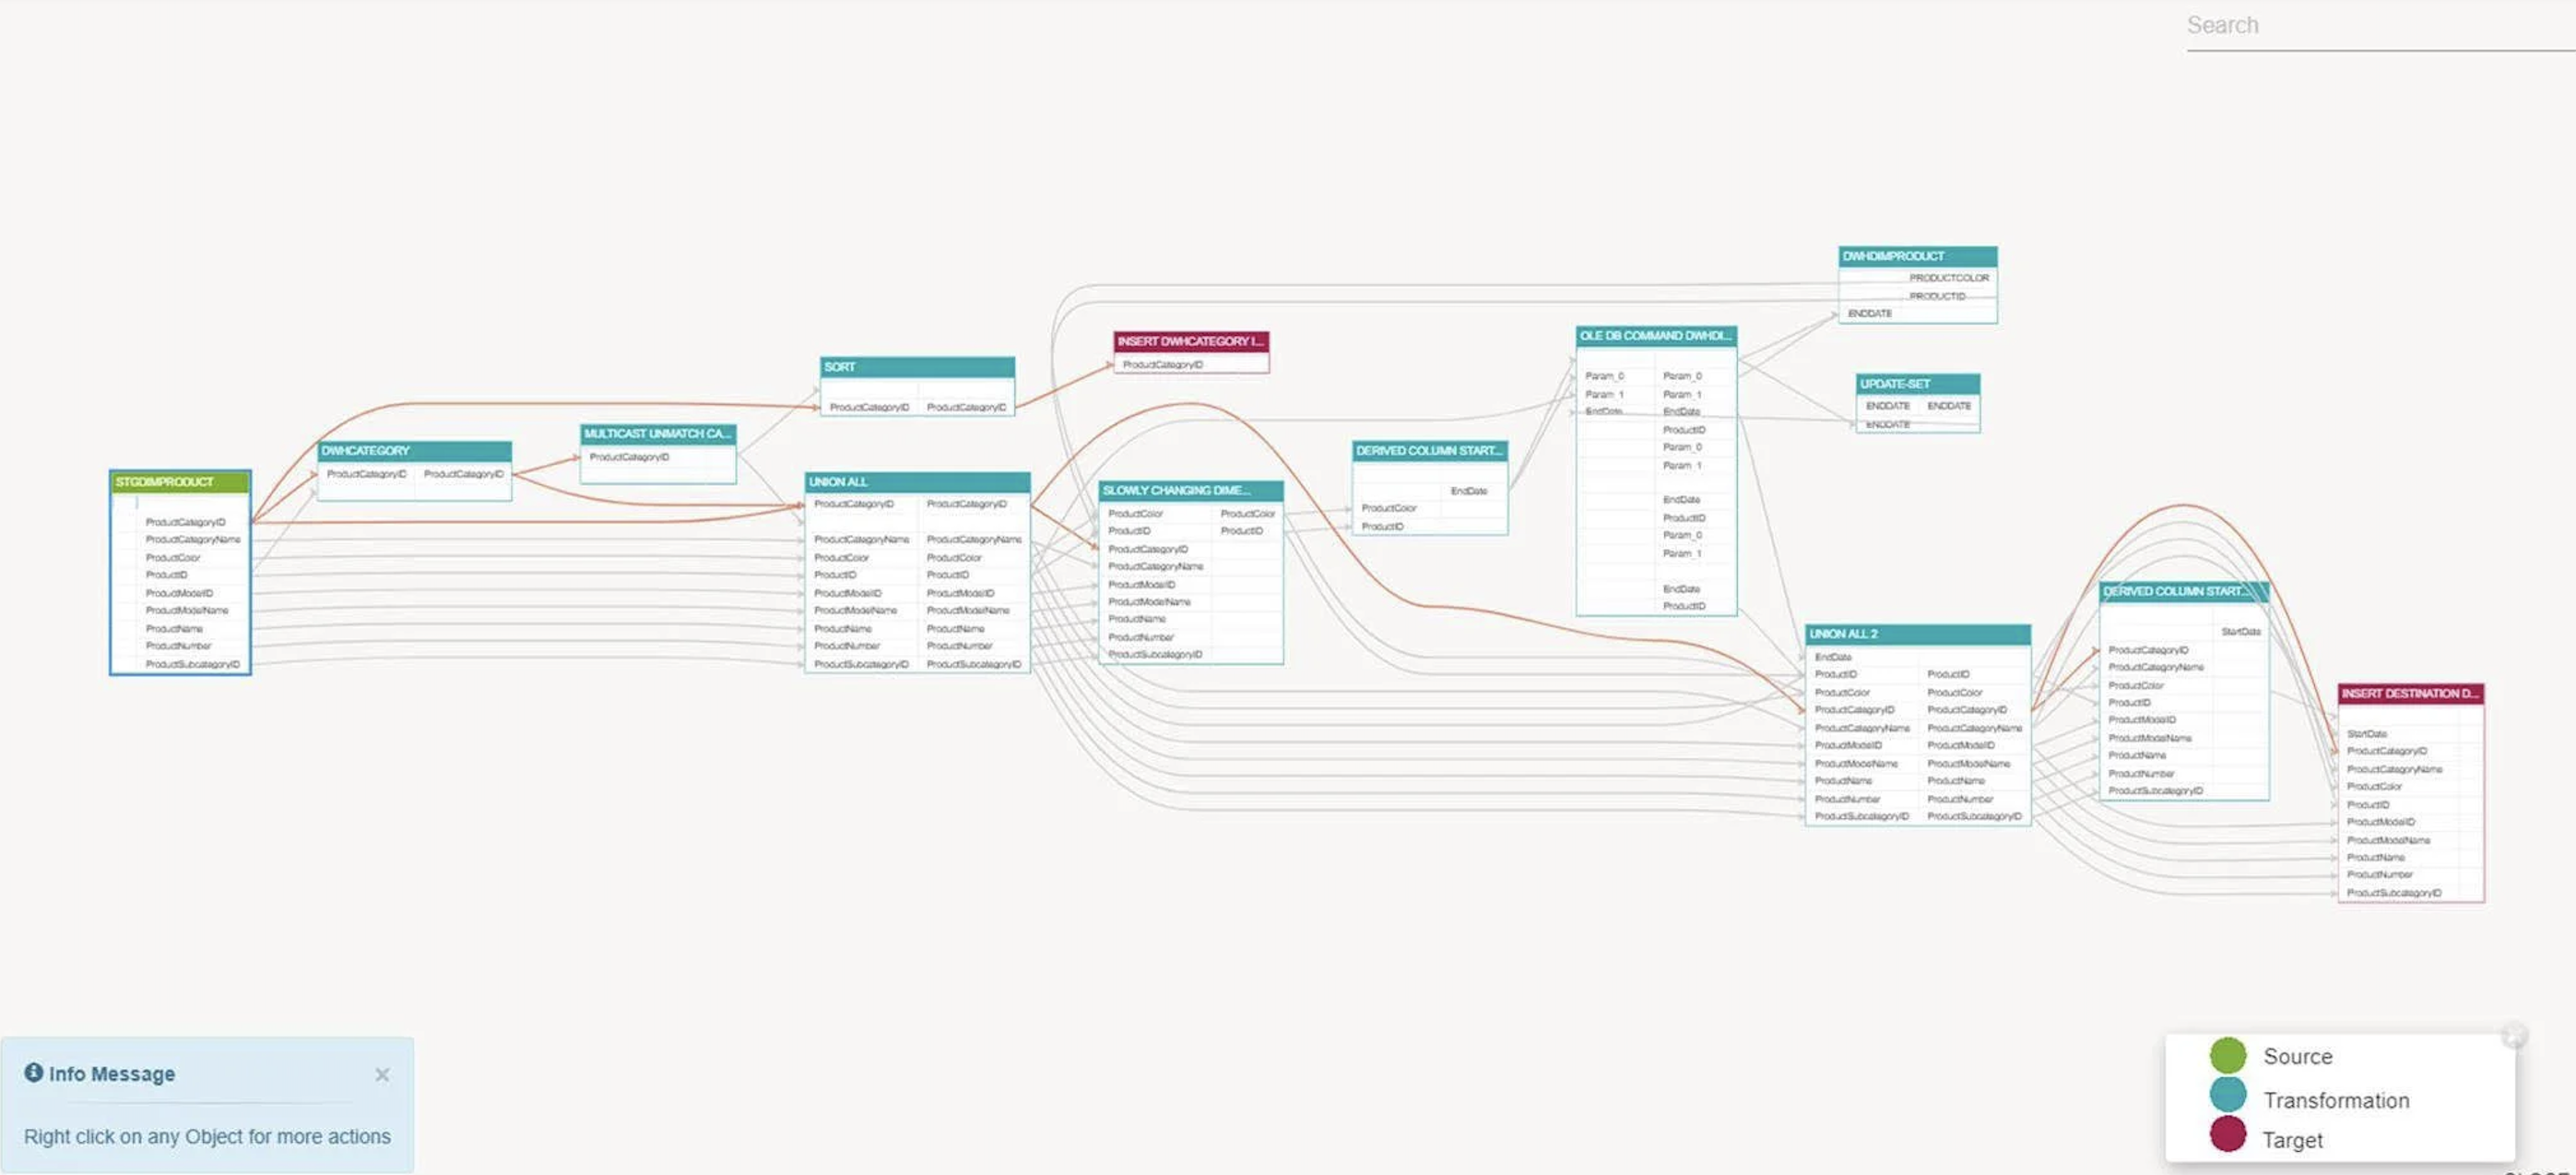 Search
DWHDIMPRODUCT
PRODUCTCOLOR
PRODUCTID
ENDDATE
OLE DB COMMAND DWHDI...
Param_0 Param_0
Param_1 Param_1
EndDate EndDate
ProductID
Param_0
Param_1
EndDate
ProductID
Param_0
Param_1
EndDate
ProductID
INSERT DWHCATEGORY I...
ProductCategoryID
SORT
ProductCategoryID ProductCategoryID
UPDATE-SET
ENDDATE ENDDATE
ENDDATE
MULTICAST UNMATCH CA...
ProductCategoryID
DWHCATEGORY
ProductCategoryID ProductCategoryID
DERIVED COLUMN START...
EndDate
ProductColor
ProductID
STGDIMPRODUCT
ProductCategoryID
ProductCategoryName
ProductColor
ProductID
ProductModelID
ProductModelName
ProductName
ProductNumber
ProductSubcategoryID
UNION ALL
ProductCategoryID ProductCategoryID
ProductCategoryName ProductCategoryName
ProductColor ProductColor
ProductID ProductID
ProductModelID ProductModelID
ProductModelName ProductModelName
ProductName ProductName
ProductNumber ProductNumber
ProductSubcategoryID ProductSubcategoryID
SLOWLY CHANGING DIME...
ProductColor ProductColor
ProductID ProductID
ProductCategoryID
ProductCategoryName
ProductModelID
ProductModelName
ProductName
ProductNumber
ProductSubcategoryID
UNION ALL 2
EndDate
ProductID ProductID
ProductColor ProductColor
ProductCategoryID ProductCategoryID
ProductCategoryName ProductCategoryName
ProductModelID ProductModelID
ProductModelName ProductModelName
ProductName ProductName
ProductNumber ProductNumber
ProductSubcategoryID ProductSubcategoryID
DERIVED COLUMN START...
StartDate
ProductCategoryID
ProductCategoryName
ProductColor
ProductID
ProductModelID
ProductModelName
ProductName
ProductNumber
ProductSubcategoryID
INSERT DESTINATION D...
StartDate
ProductCategoryID
ProductCategoryName
ProductColor
ProductID
ProductModelID
ProductModelName
ProductName
ProductNumber
ProductSubcategoryID
Info Message
Right click on any Object for more actions
Source
Transformation
Target